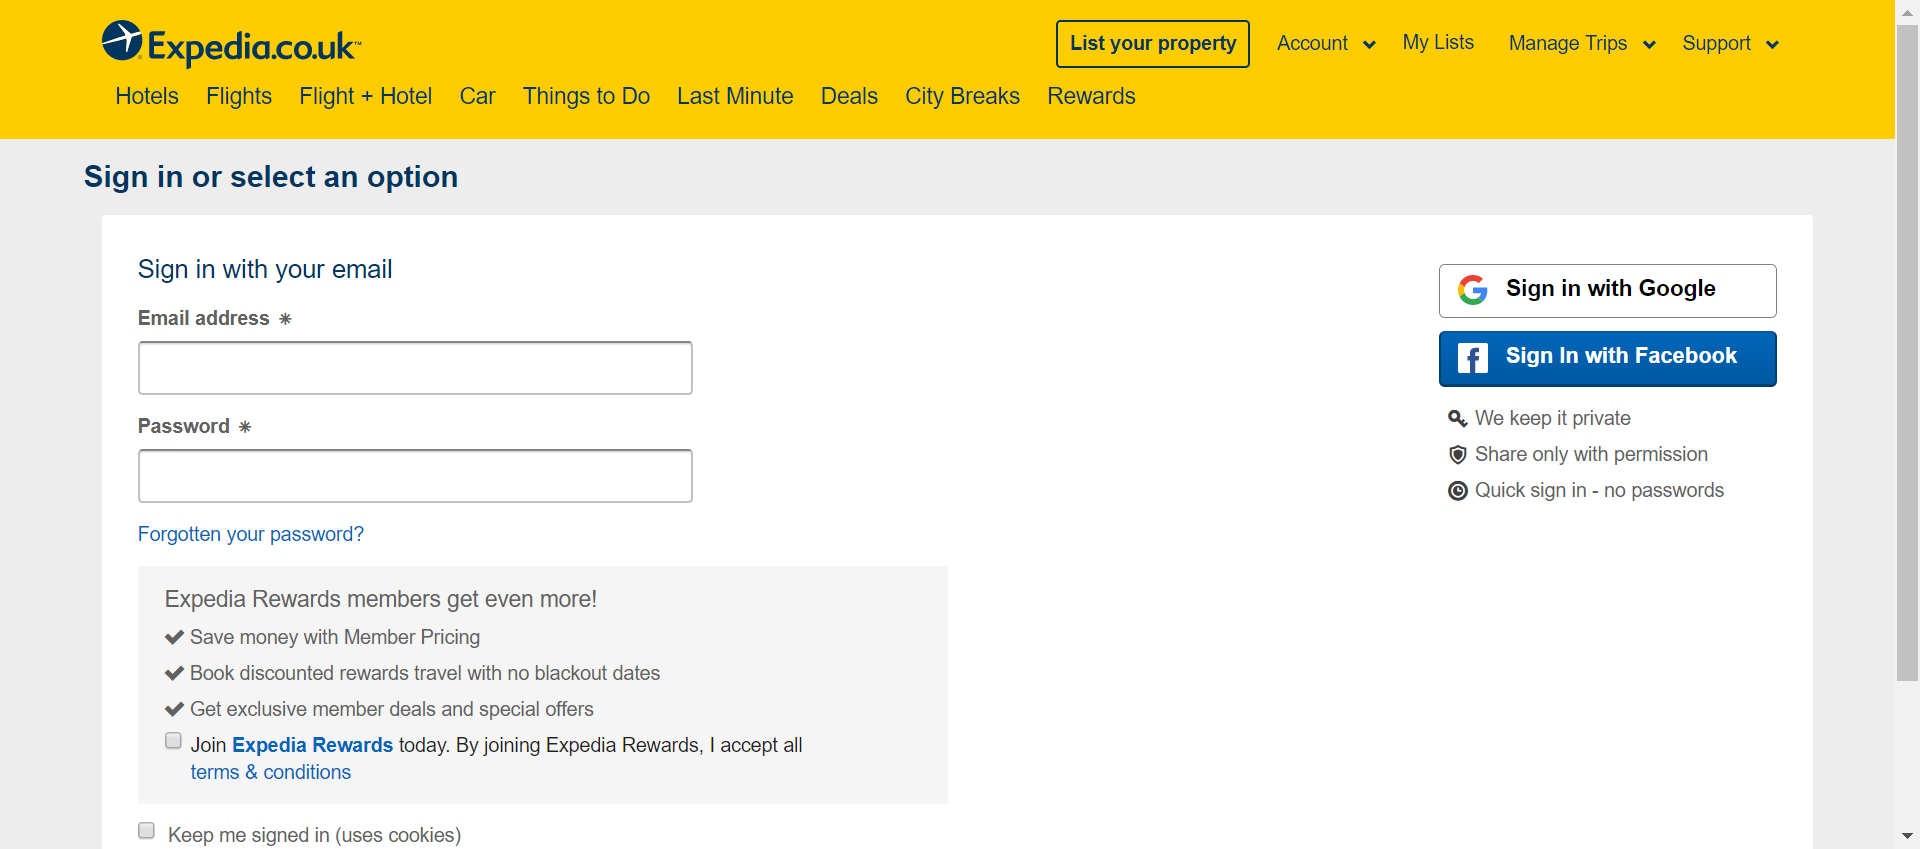 Expedia.co.uk™
List your property
Account
My Lists
Manage Trips
Support
Hotels
Flights
Flight + Hotel
Car
Things to Do
Last Minute
Deals
City Breaks
Rewards
Sign in or select an option
Sign in with your email
Email address ✳
Password ✳
Forgotten your password?
Expedia Rewards members get even more!
Save money with Member Pricing
Book discounted rewards travel with no blackout dates
Get exclusive member deals and special offers
Join Expedia Rewards today. By joining Expedia Rewards, I accept all
terms & conditions
Keep me signed in (uses cookies)
Sign in with Google
Sign In with Facebook
We keep it private
Share only with permission
Quick sign in - no passwords